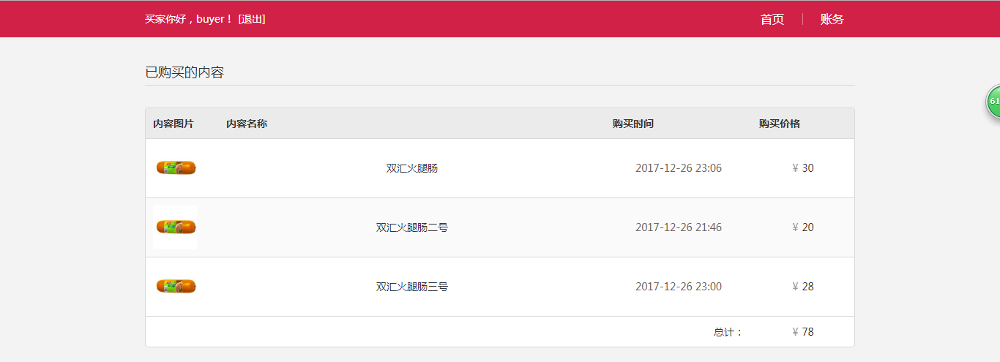 买家你好，buyer！ [退出] 首页 账务
已购买的内容
内容图片 内容名称 购买时间 购买价格
双汇火腿肠 2017-12-26 23:06 ¥ 30
双汇火腿肠二号 2017-12-26 21:46 ¥ 20
双汇火腿肠三号 2017-12-26 23:00 ¥ 28
总计： ¥ 78
61